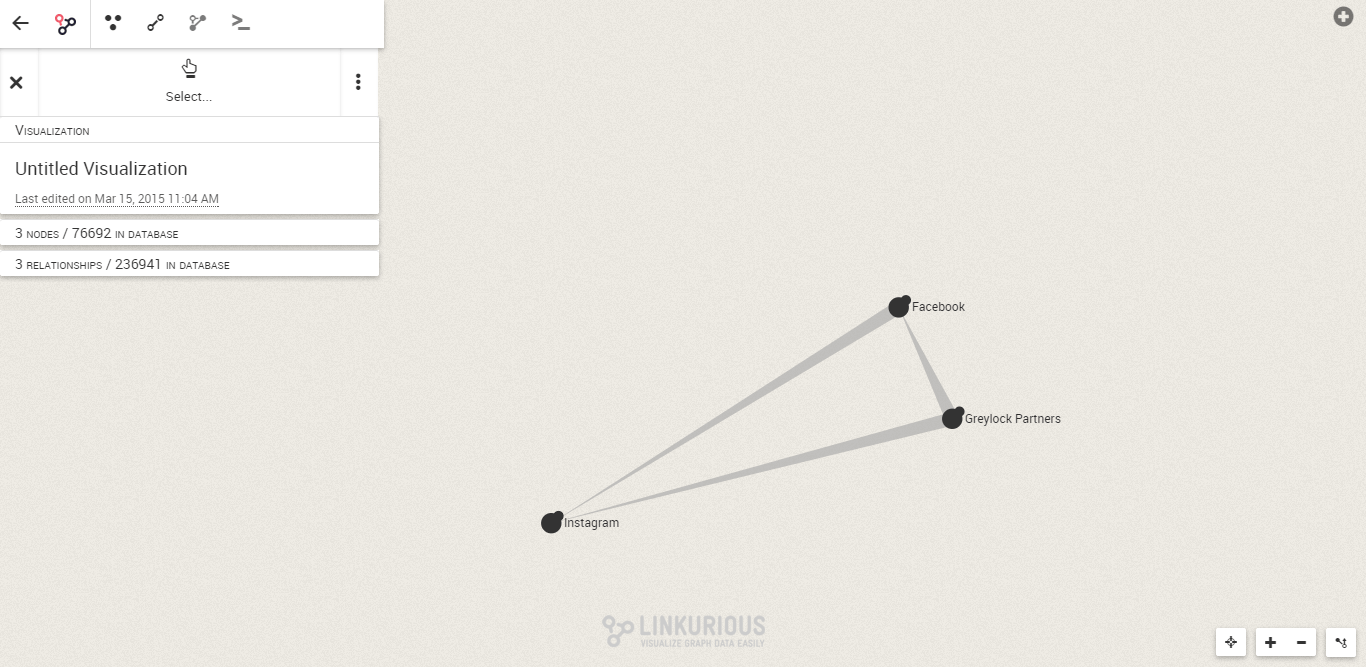 Select...
Visualization
Untitled Visualization
Last edited on Mar 15, 2015 11:04 AM
3 nodes / 76692 in database
3 relationships / 236941 in database
Facebook
Greylock Partners
Instagram
LINKURIOUS
VISUALIZE GRAPH DATA EASILY